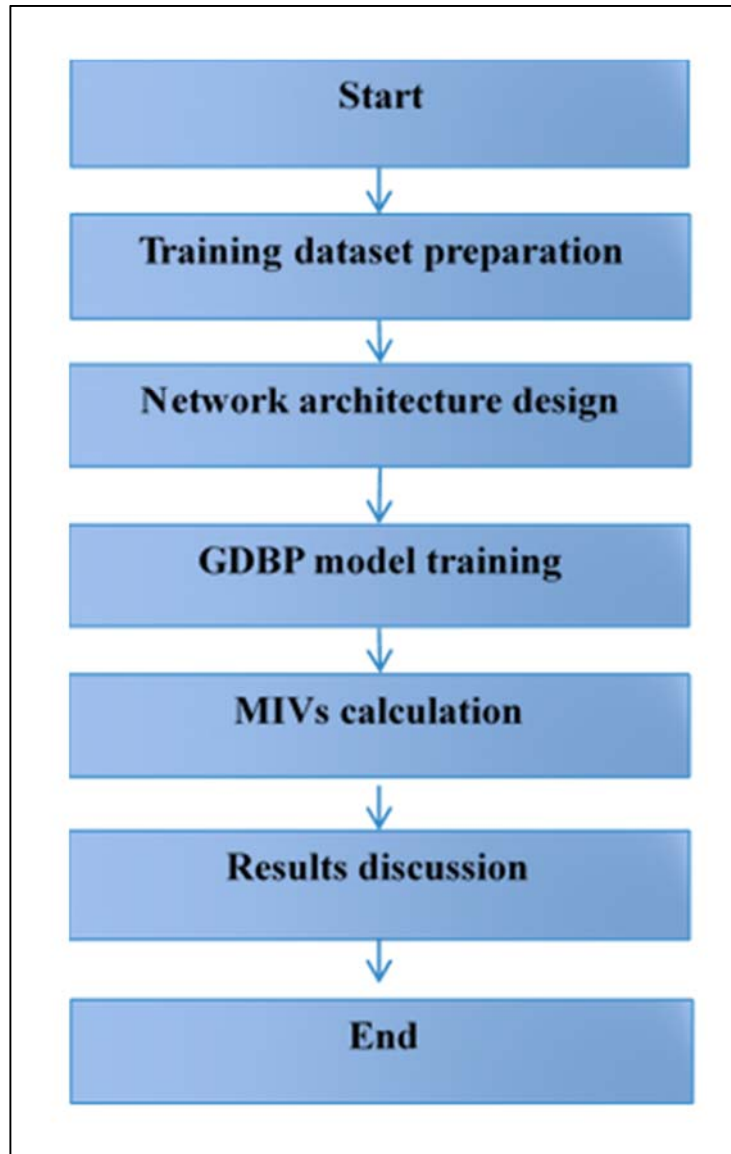 Start
Training dataset preparation
Network architecture design
GDBP model training
MIVs calculation
Results discussion
End